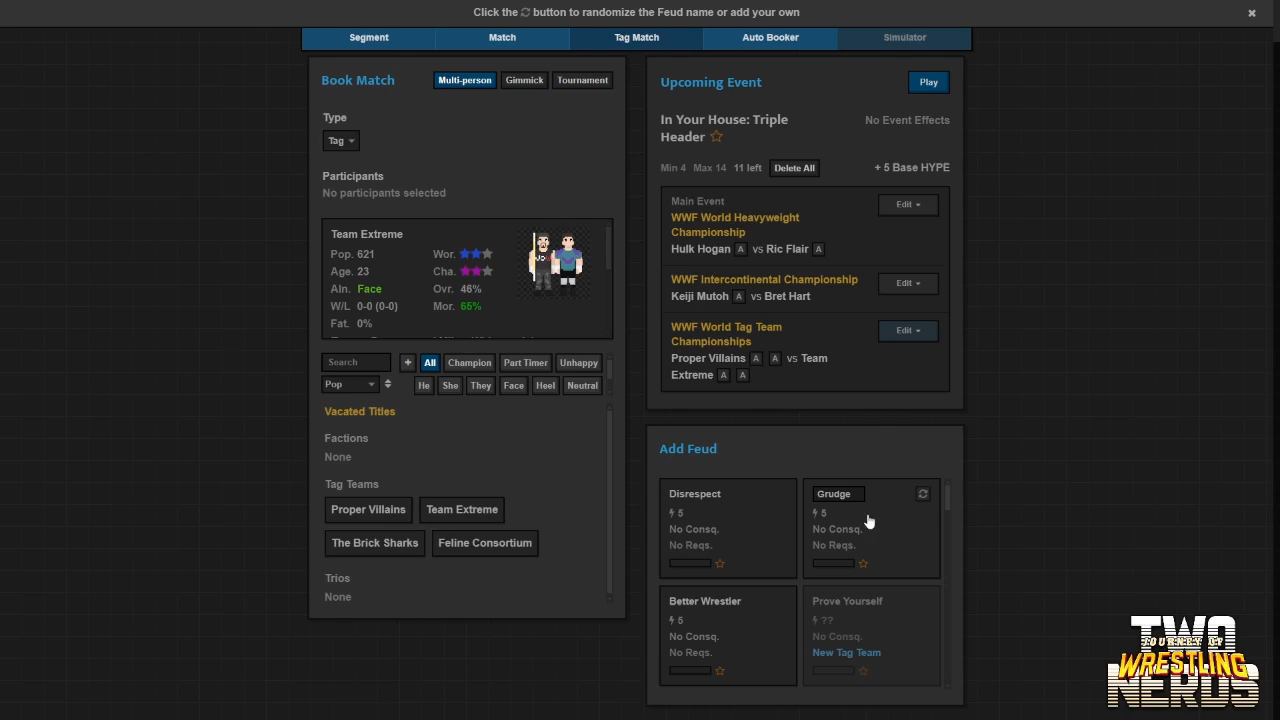 Click the button to randomize the Feud name or add your own
Segment
Match
Tag Match
Auto Booker
Simulator
Book Match
Multi-person
Gimmick
Tournament
Type
Tag
Participants
No participants selected
Team Extreme
Pop. 621
Wor.
Age. 23
Cha.
Aln. Face
Ovr. 46%
W/L 0-0 (0-0)
Mor. 65%
Fat. 0%
Search
+
All
Champion
Part Timer
Unhappy
Pop
He
She
They
Face
Heel
Neutral
Vacated Titles
Factions
None
Tag Teams
Proper Villains
Team Extreme
The Brick Sharks
Feline Consortium
Trios
None
Upcoming Event
Play
In Your House: Triple
Header
No Event Effects
Min 4 Max 14 11 left
Delete All
+ 5 Base HYPE
Main Event
WWF World Heavyweight
Championship
Hulk Hogan A vs Ric Flair A
Edit
WWF Intercontinental Championship
Keiji Mutoh A vs Bret Hart
Edit
WWF World Tag Team
Championships
Proper Villains A A vs Team
Extreme A A
Edit
Add Feud
Disrespect
5
No Consq.
No Reqs.
Grudge
5
No Consq.
No Reqs.
Better Wrestler
5
No Consq.
No Reqs.
Prove Yourself
??
No Consq.
New Tag Team
TWO
JOURNEY OF
WRESTLING
NERDS